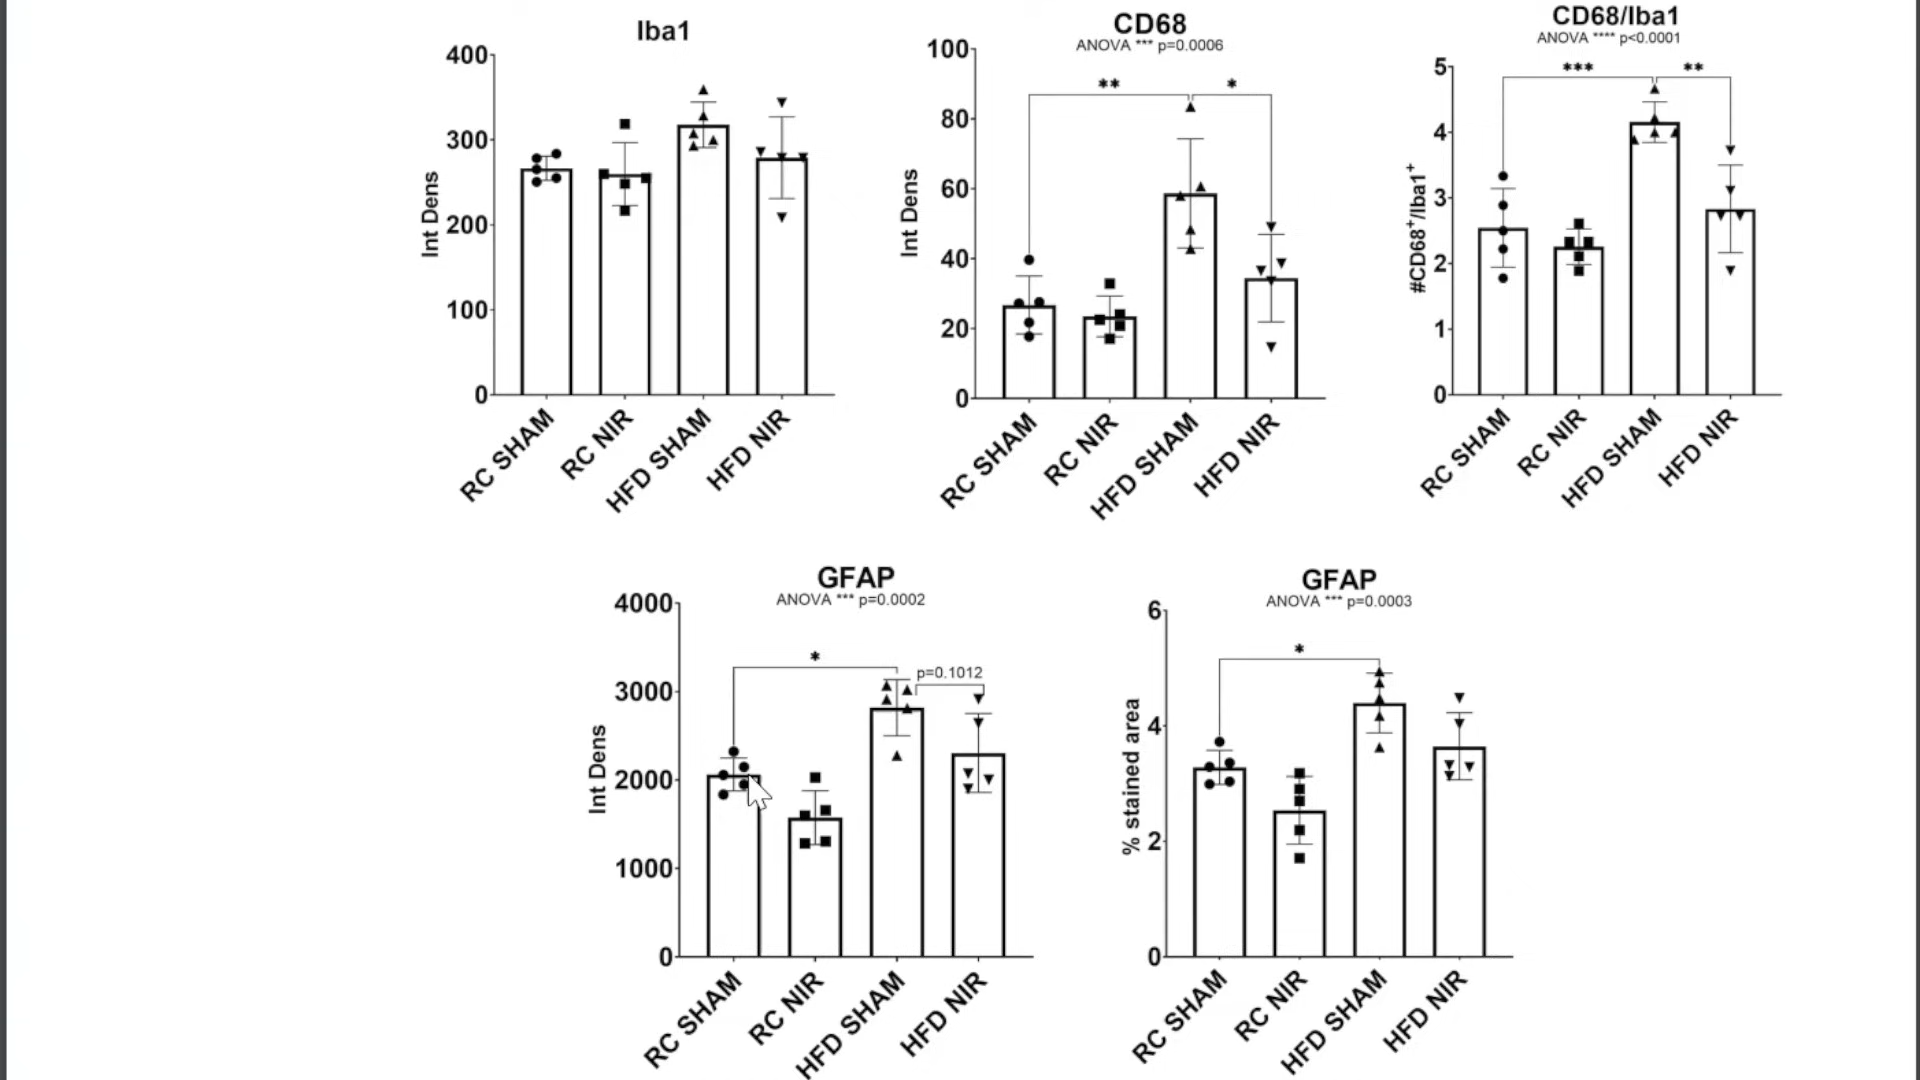 Iba1
400
300
200
100
0
Int Dens
RC SHAM
RC NIR
HFD SHAM
HFD NIR
CD68
ANOVA *** p=0.0006
100
80
60
40
20
0
Int Dens
**
*
RC SHAM
RC NIR
HFD SHAM
HFD NIR
CD68/Iba1
ANOVA **** p<0.0001
5
4
3
2
1
0
#CD68+/Iba1+
***
**
RC SHAM
RC NIR
HFD SHAM
HFD NIR
GFAP
ANOVA *** p=0.0002
4000
3000
2000
1000
0
Int Dens
*
p=0.1012
RC SHAM
RC NIR
HFD SHAM
HFD NIR
GFAP
ANOVA *** p=0.0003
6
4
2
0
% stained area
*
RC SHAM
RC NIR
HFD SHAM
HFD NIR